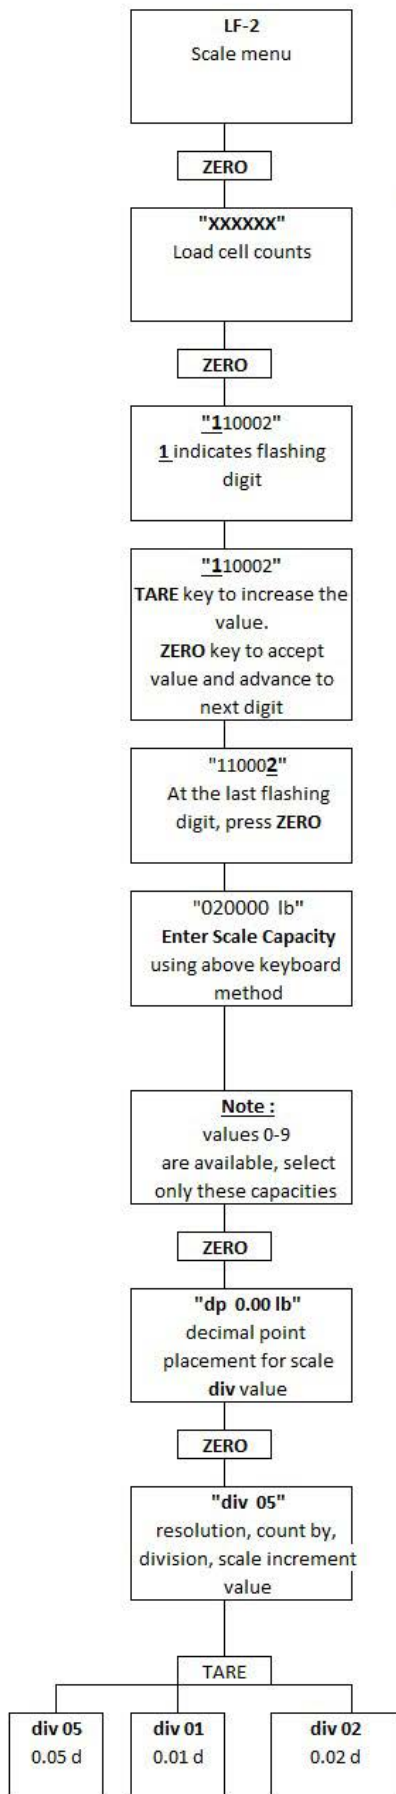 LF-2
Scale menu
ZERO
"XXXXXX"
Load cell counts
ZERO
"110002"
1 indicates flashing
digit
"110002"
TARE key to increase the
value.
ZERO key to accept
value and advance to
next digit
"110002"
At the last flashing
digit, press ZERO
"020000 lb"
Enter Scale Capacity
using above keyboard
method
Note :
values 0-9
are available, select
only these capacities
ZERO
"dp 0.00 lb"
decimal point
placement for scale
div value
ZERO
"div 05"
resolution, count by,
division, scale increment
value
TARE
div 05 div 01 div 02
0.05 d 0.01 d 0.02 d